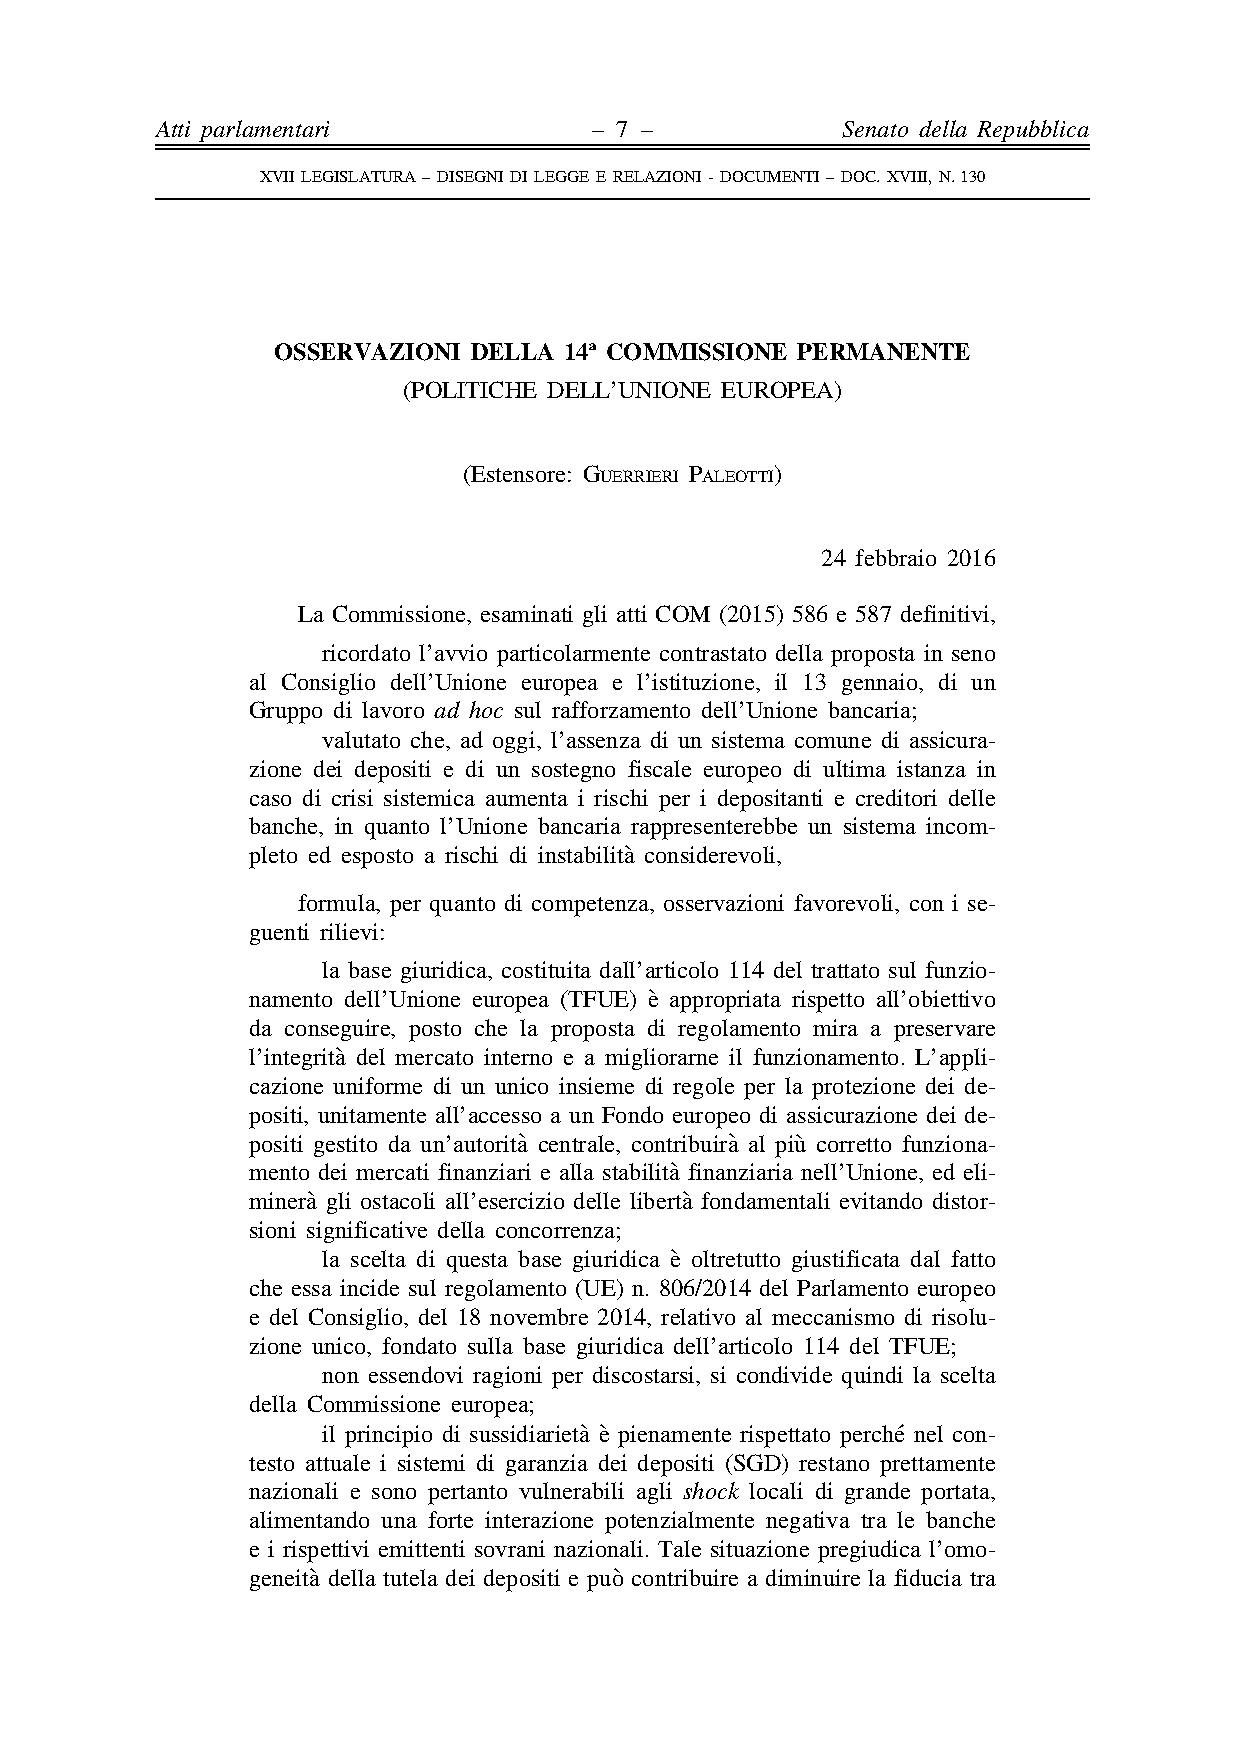 Atti parlamentari – 7 – Senato della Repubblica
XVII LEGISLATURA – DISEGNI DI LEGGE E RELAZIONI - DOCUMENTI – DOC. XVIII, N. 130
OSSERVAZIONI DELLA 14ª COMMISSIONE PERMANENTE
(POLITICHE DELL’UNIONE EUROPEA)
(Estensore: GUERRIERI PALEOTTI)
24 febbraio 2016
La Commissione, esaminati gli atti COM (2015) 586 e 587 definitivi,
ricordato l’avvio particolarmente contrastato della proposta in seno
al Consiglio dell’Unione europea e l’istituzione, il 13 gennaio, di un
Gruppo di lavoro ad hoc sul rafforzamento dell’Unione bancaria;
valutato che, ad oggi, l’assenza di un sistema comune di assicura-
zione dei depositi e di un sostegno fiscale europeo di ultima istanza in
caso di crisi sistemica aumenta i rischi per i depositanti e creditori delle
banche, in quanto l’Unione bancaria rappresenterebbe un sistema incom-
pleto ed esposto a rischi di instabilità considerevoli,
formula, per quanto di competenza, osservazioni favorevoli, con i se-
guenti rilievi:
la base giuridica, costituita dall’articolo 114 del trattato sul funzio-
namento dell’Unione europea (TFUE) è appropriata rispetto all’obiettivo
da conseguire, posto che la proposta di regolamento mira a preservare
l’integrità del mercato interno e a migliorarne il funzionamento. L’appli-
cazione uniforme di un unico insieme di regole per la protezione dei de-
positi, unitamente all’accesso a un Fondo europeo di assicurazione dei de-
positi gestito da un’autorità centrale, contribuirà al più corretto funziona-
mento dei mercati finanziari e alla stabilità finanziaria nell’Unione, ed eli-
minerà gli ostacoli all’esercizio delle libertà fondamentali evitando distor-
sioni significative della concorrenza;
la scelta di questa base giuridica è oltretutto giustificata dal fatto
che essa incide sul regolamento (UE) n. 806/2014 del Parlamento europeo
e del Consiglio, del 18 novembre 2014, relativo al meccanismo di risolu-
zione unico, fondato sulla base giuridica dell’articolo 114 del TFUE;
non essendovi ragioni per discostarsi, si condivide quindi la scelta
della Commissione europea;
il principio di sussidiarietà è pienamente rispettato perché nel con-
testo attuale i sistemi di garanzia dei depositi (SGD) restano prettamente
nazionali e sono pertanto vulnerabili agli shock locali di grande portata,
alimentando una forte interazione potenzialmente negativa tra le banche
e i rispettivi emittenti sovrani nazionali. Tale situazione pregiudica l’omo-
geneità della tutela dei depositi e può contribuire a diminuire la fiducia tra